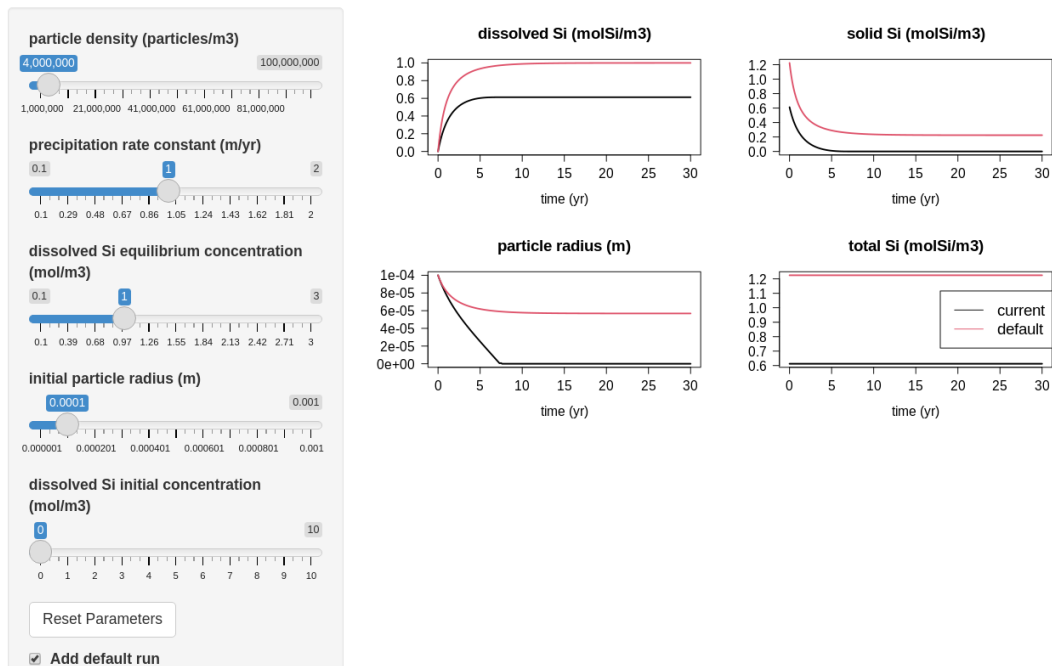 particle density (particles/m3)
4,000,000
100,000,000
1,000,000 21,000,000 41,000,000 61,000,000 81,000,000
precipitation rate constant (m/yr)
0.1 1 2
0.1 0.29 0.48 0.67 0.86 1.05 1.24 1.43 1.62 1.81 2
dissolved Si equilibrium concentration
(mol/m3)
0.1 1 3
0.1 0.39 0.68 0.97 1.26 1.55 1.84 2.13 2.42 2.71 3
initial particle radius (m)
0.0001 0.001
0.000001 0.000201 0.000401 0.000601 0.000801 0.001
dissolved Si initial concentration
(mol/m3)
0 10
0 1 2 3 4 5 6 7 8 9 10
Reset Parameters
Add default run
dissolved Si (molSi/m3)
1.0
0.8
0.6
0.4
0.2
0.0
0 5 10 15 20 25 30
time (yr)
solid Si (molSi/m3)
1.2
1.0
0.8
0.6
0.4
0.2
0.0
0 5 10 15 20 25 30
time (yr)
particle radius (m)
1e-04
8e-05
6e-05
4e-05
2e-05
0e+00
0 5 10 15 20 25 30
time (yr)
total Si (molSi/m3)
1.2
1.1
1.0
0.9
0.8
0.7
0.6
current
default
0 5 10 15 20 25 30
time (yr)